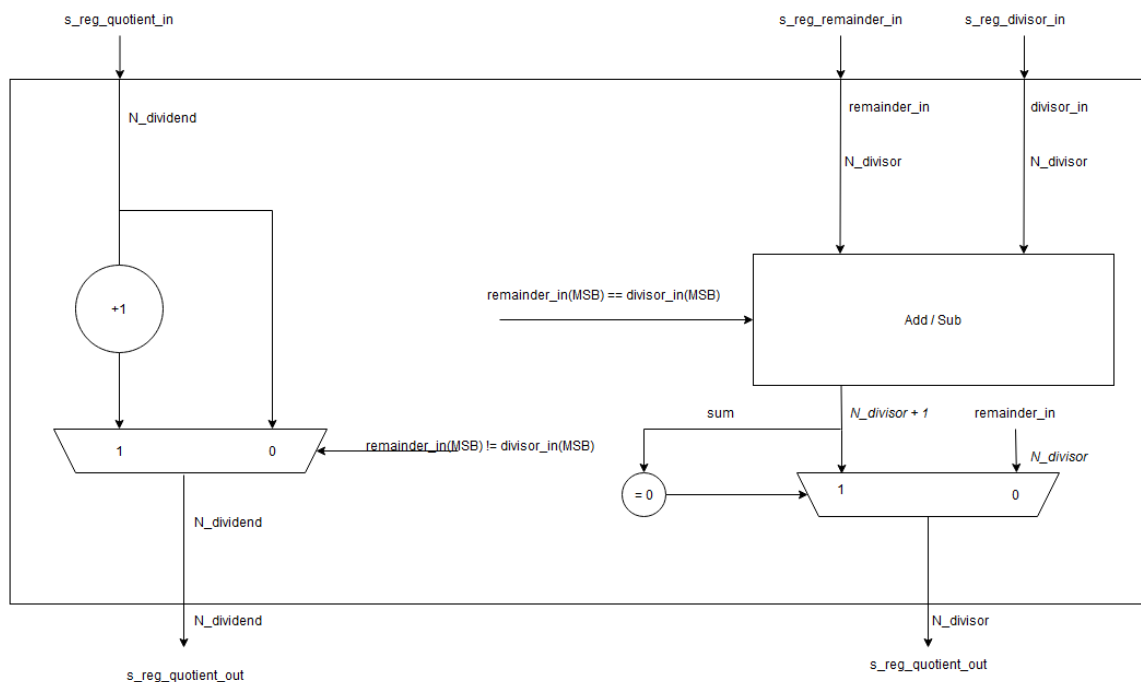 s_reg_quotient_in
s_reg_remainder_in
s_reg_divisor_in
N_dividend
remainder_in
divisor_in
N_divisor
N_divisor
+1
remainder_in(MSB) == divisor_in(MSB)
Add / Sub
sum
N_divisor + 1
remainder_in
1
0
remainder_in(MSB) != divisor_in(MSB)
N_divisor
= 0
1
0
N_dividend
N_dividend
N_divisor
s_reg_quotient_out
s_reg_quotient_out